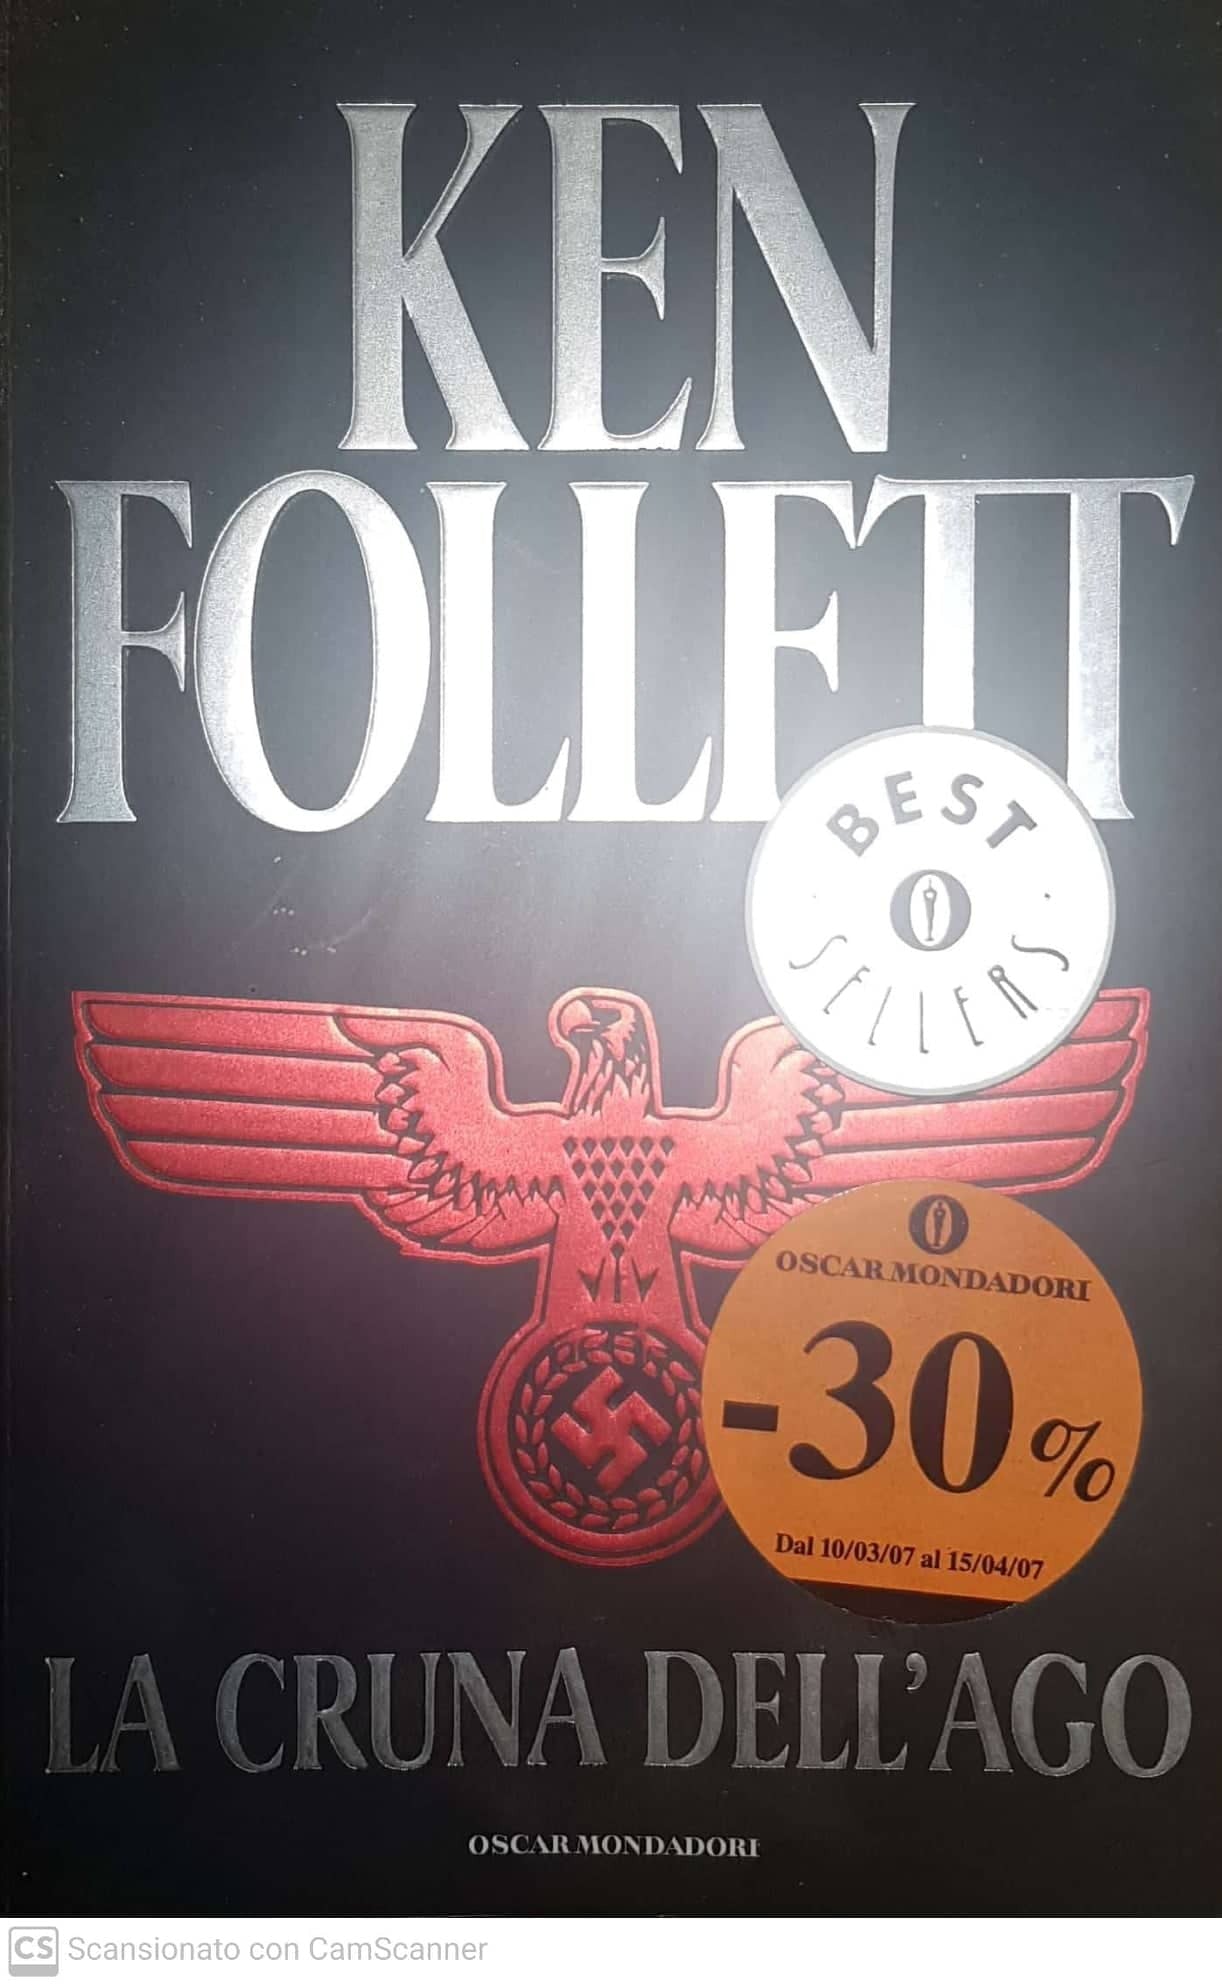 KEN
FOLLETT
BEST
SELLERS
OSCAR MONDADORI
-30%
Dal 10/03/07 al 15/04/07
LA CRUNA DELL'AGO
OSCAR MONDADORI
CS Scansionato con CamScanner